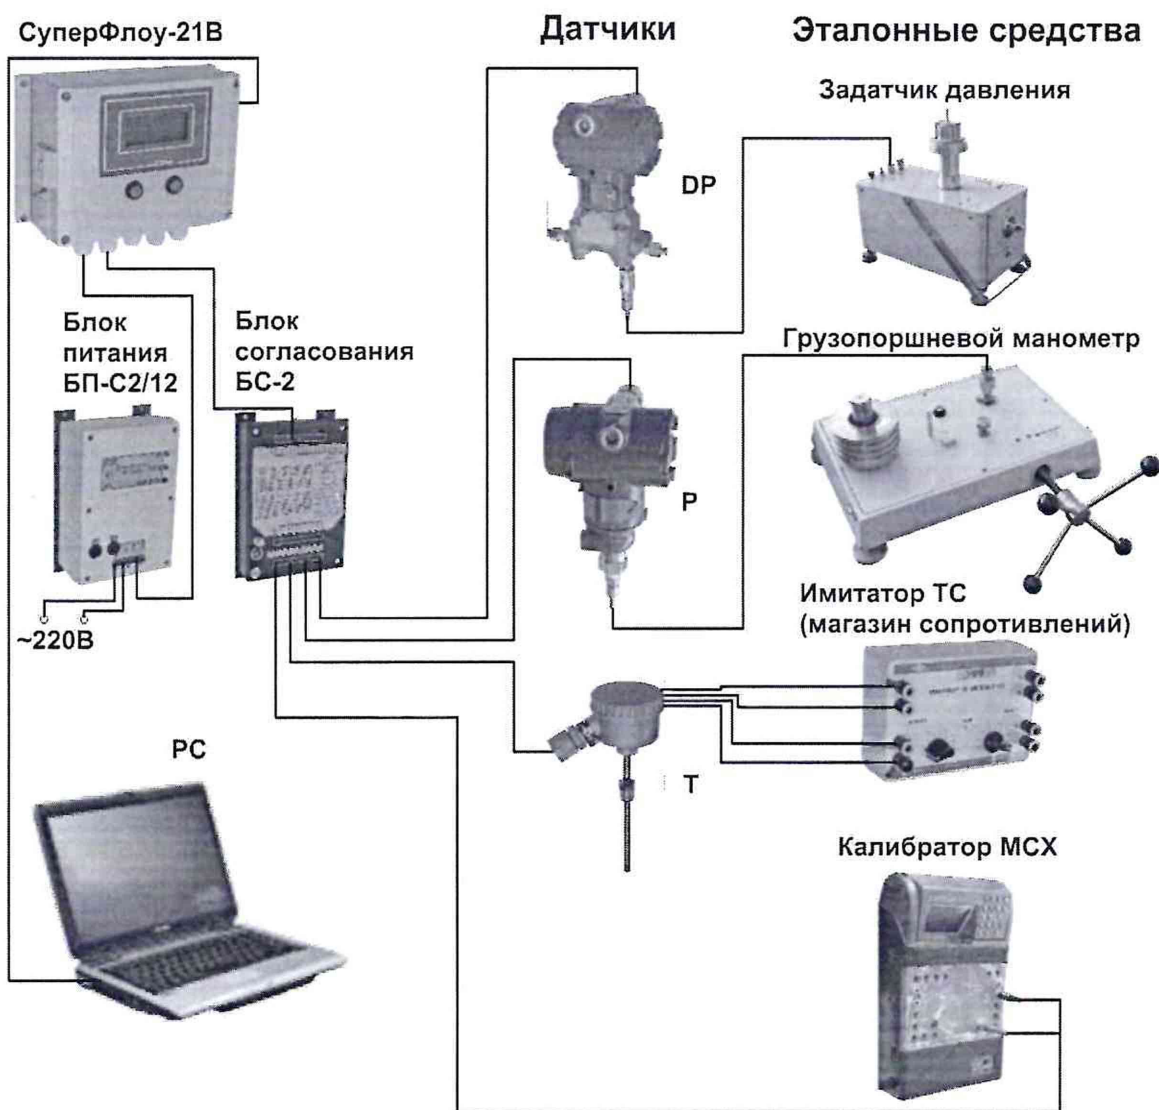 СуперФлоу-21В
Датчики
Эталонные средства
Задатчик давления
DP
Блок
питания
БП-С2/12
Блок
согласования
БС-2
Грузопоршневой манометр
P
~220В
Имитатор ТС
(магазин сопротивлений)
PC
T
Калибратор МСХ